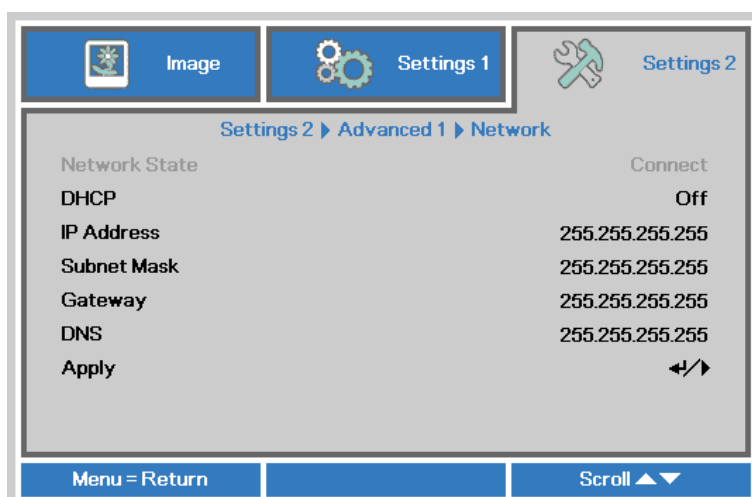 Image Settings 1 Settings 2
Settings 2 ▶ Advanced 1 ▶ Network
Network State Connect
DHCP Off
IP Address 255.255.255.255
Subnet Mask 255.255.255.255
Gateway 255.255.255.255
DNS 255.255.255.255
Apply ↵/▶
Menu = Return Scroll ▲▼